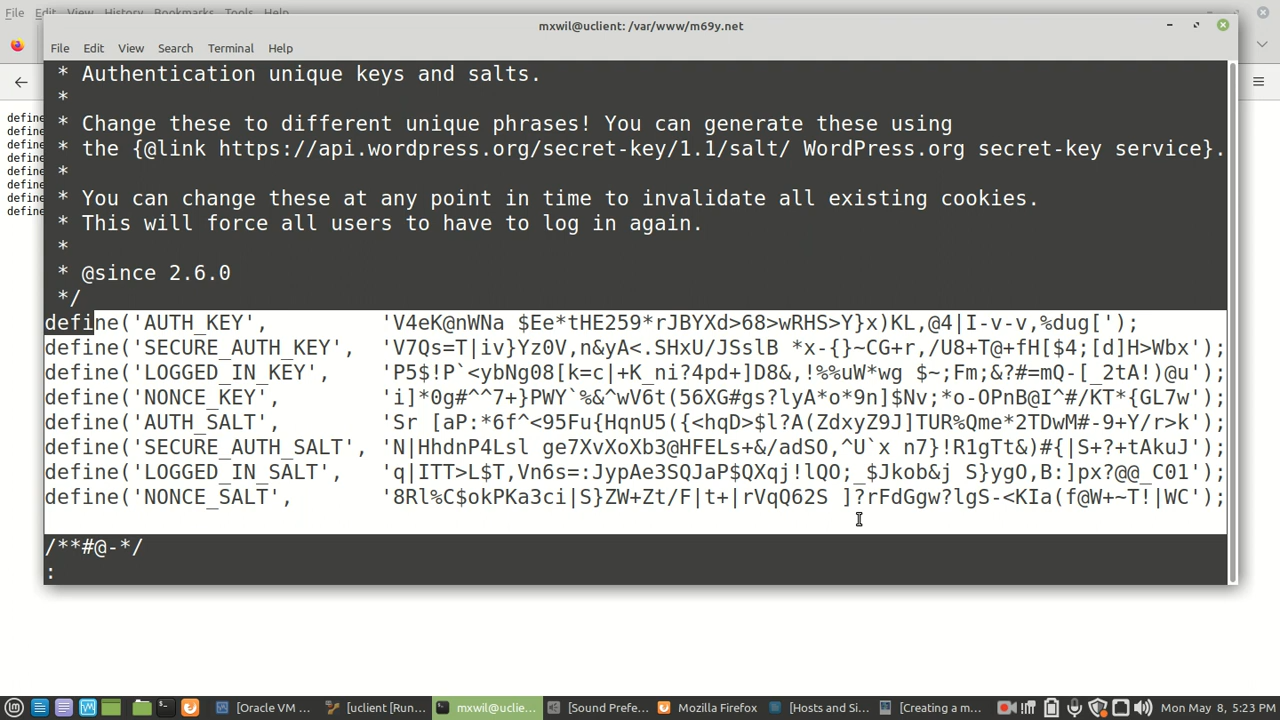 File Edit View History Bookmarks Tools Help
mxwil@uclient: /var/www/m69y.net
File Edit View Search Terminal Help
define
define
define
define
define
define
define
define
* Authentication unique keys and salts.
*
* Change these to different unique phrases! You can generate these using
* the {@link https://api.wordpress.org/secret-key/1.1/salt/ WordPress.org secret-key service}.
*
* You can change these at any point in time to invalidate all existing cookies.
* This will force all users to have to log in again.
*
* @since 2.6.0
*/
define('AUTH_KEY',         'V4eK@nWNa $Ee*tHE259*rJBYXd>68>wRHS>Y}x)KL,@4|I-v-v,%dug[');
define('SECURE_AUTH_KEY',  'V7Qs=T|iv}Yz0V,n&yA<.SHxU/JSslB *x-{}~CG+r,/U8+T@+fH[$4;[d]H>Wbx');
define('LOGGED_IN_KEY',    'P5$!P`<ybNg08[k=c|+K_ni?4pd+]D8&,!%%uW*wg $~;Fm;&?#=mQ-[_2tA!)@u');
define('NONCE_KEY',        'i]*0g#^^7+}PWY`%&^wV6t(56XG#gs?lyA*o*9n]$Nv;*o-OPnB@I^#/KT*{GL7w');
define('AUTH_SALT',        'Sr [aP:*6f^<95Fu{HqnU5({<hqD>$l?A(ZdxyZ9J]TUR%Qme*2TDwM#-9+Y/r>k');
define('SECURE_AUTH_SALT', 'N|HhdnP4Lsl ge7XvXoXb3@HFELs+&/adSO,^U`x n7}!R1gTt&)#{|S+?+tAkuJ');
define('LOGGED_IN_SALT',   'q|ITT>L$T,Vn6s=:JypAe3SQJaP$QXqj!lQO;_$Jkob&j S}ygO,B:]px?@@_C01');
define('NONCE_SALT',       '8Rl%C$okPKa3ci|S}ZW+Zt/F|t+|rVqQ62S ]?rFdGgw?lgS-<KIa(f@W+~T!|WC');
/**#@-*/
:
[Oracle VM ... [uclient [Run... mxwil@uclie... [Sound Prefe... Mozilla Firefox [Hosts and Si... [Creating a m... Mon May 8, 5:23 PM